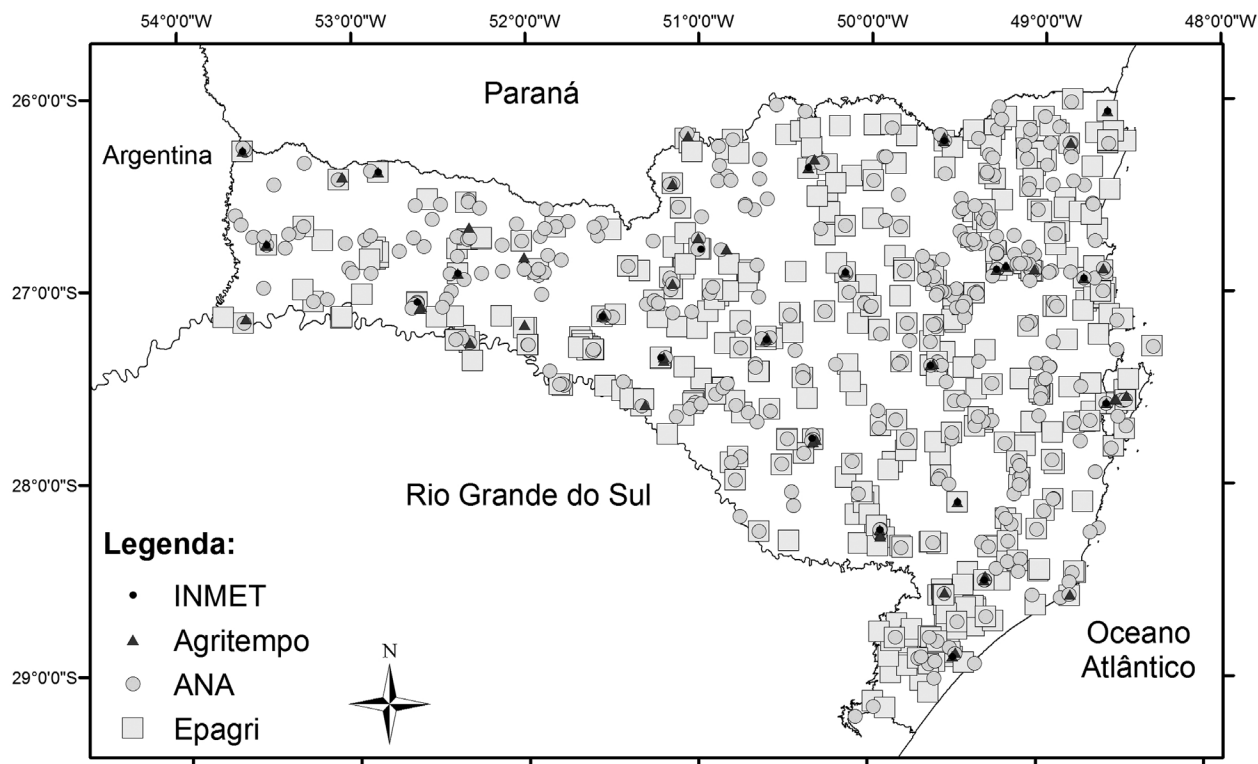 54°0'0"W 53°0'0"W 52°0'0"W 51°0'0"W 50°0'0"W 49°0'0"W 48°0'0"W
26°0'0"S
Paraná
Argentina
27°0'0"S
28°0'0"S
Rio Grande do Sul
Legenda:
INMET
Agritempo
ANA
Epagri
N
Oceano
Atlântico
29°0'0"S